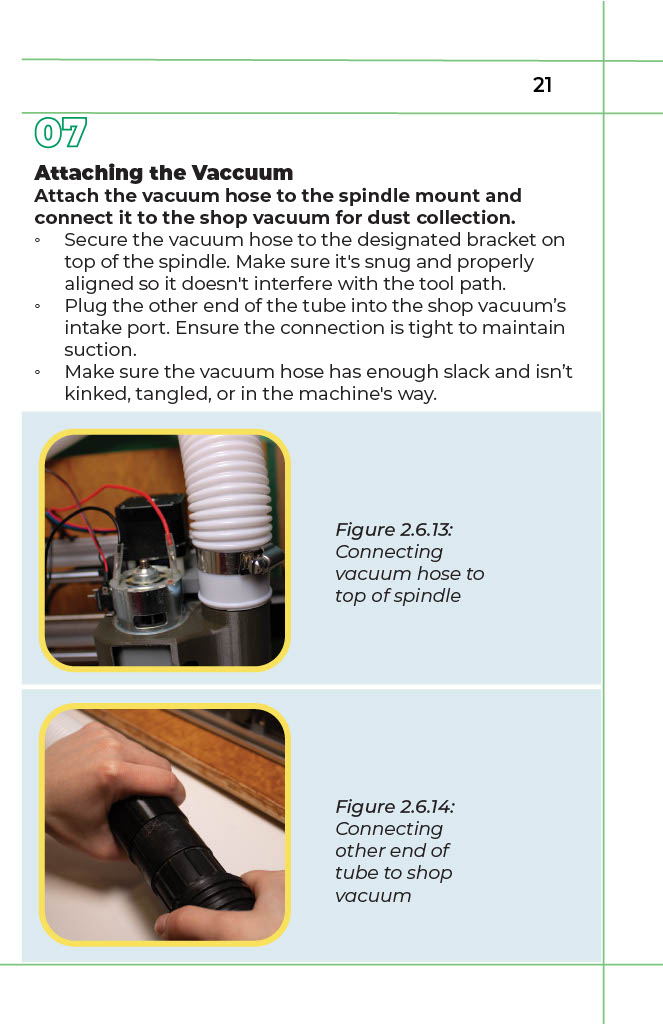 21
07
Attaching the Vaccuum
Attach the vacuum hose to the spindle mount and
connect it to the shop vacuum for dust collection.
◦ Secure the vacuum hose to the designated bracket on
top of the spindle. Make sure it's snug and properly
aligned so it doesn't interfere with the tool path.
◦ Plug the other end of the tube into the shop vacuum’s
intake port. Ensure the connection is tight to maintain
suction.
◦ Make sure the vacuum hose has enough slack and isn’t
kinked, tangled, or in the machine's way.
Figure 2.6.13:
Connecting
vacuum hose to
top of spindle
Figure 2.6.14:
Connecting
other end of
tube to shop
vacuum